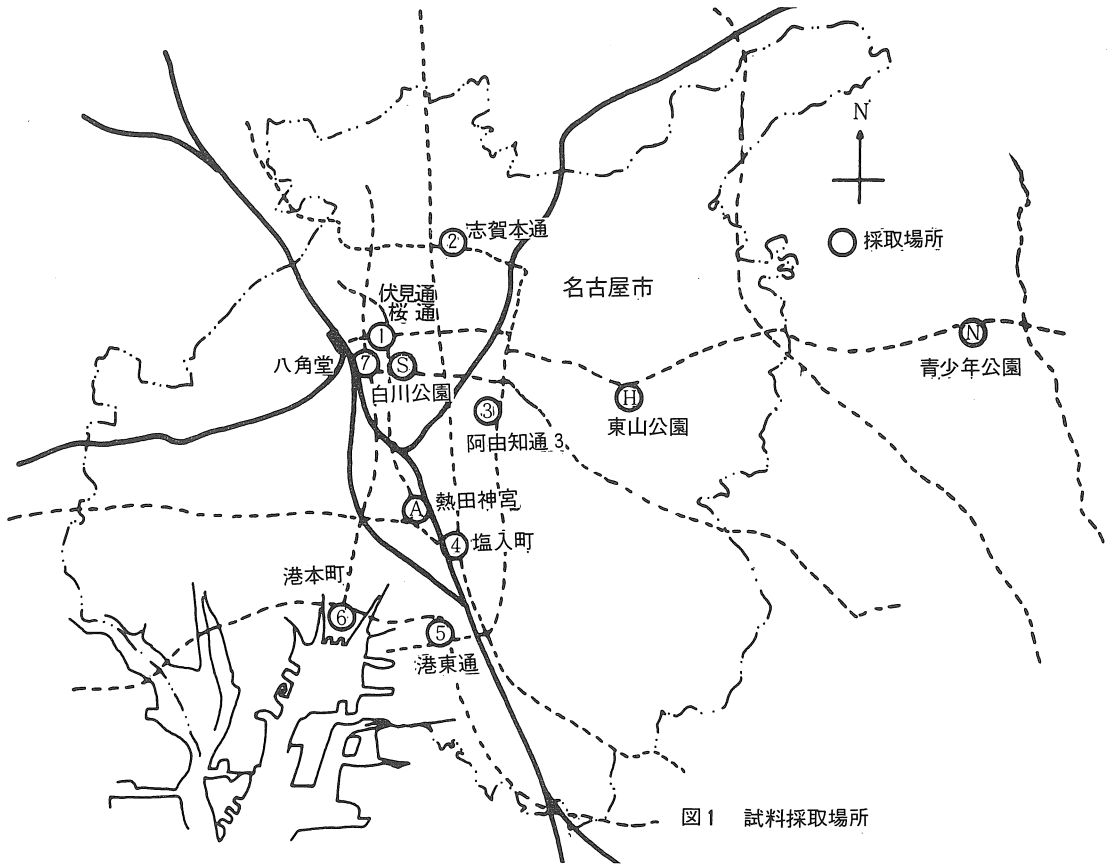 N
採取場所
② 志賀本通
名古屋市
伏見通
桜通
①
八角堂 ⑦
Ⓢ
白川公園
③
阿由知通3
Ⓗ
東山公園
Ⓝ
青少年公園
Ⓐ 熱田神宮
④ 塩入町
港本町
⑥
⑤
港東通
図1 試料採取場所